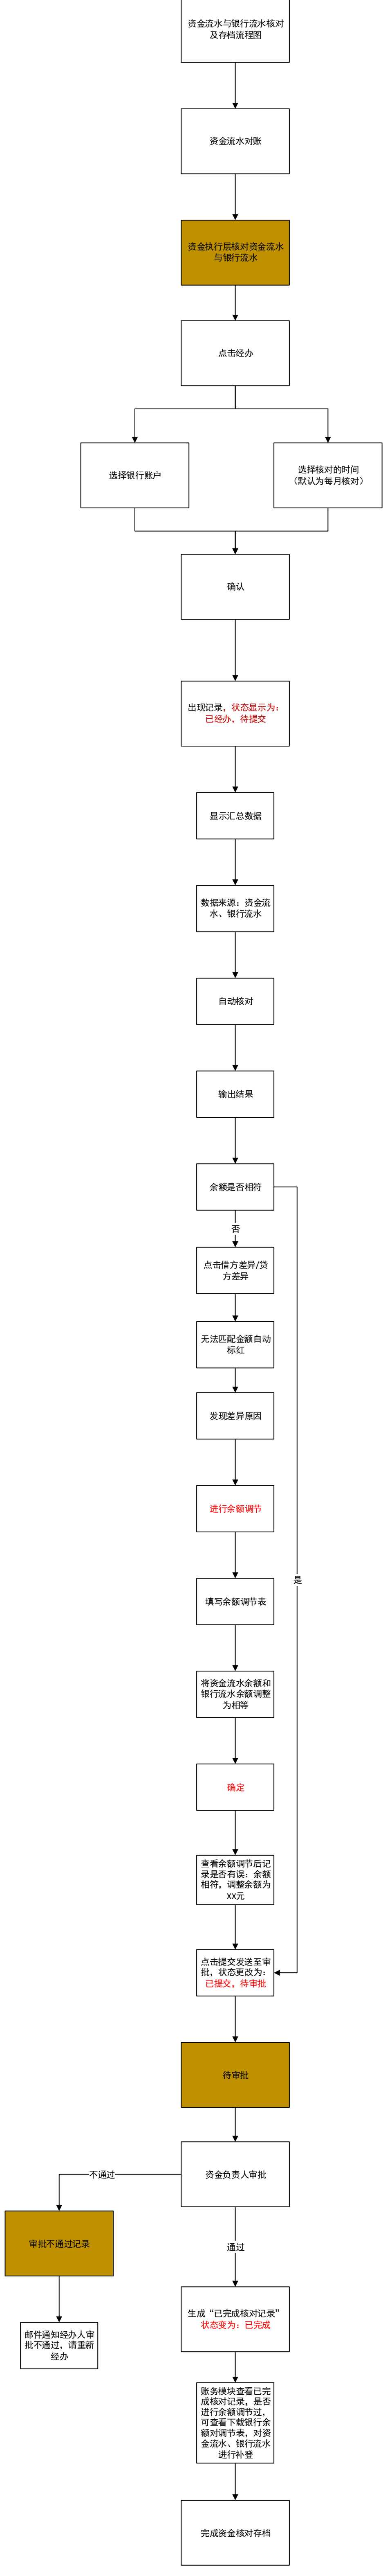 资金流水与银行流水核对
及存档流程图
资金流水对账
资金执行层核对资金流水
与银行流水
点击经办
选择银行账户
选择核对的时间
（默认为每月核对）
确认
出现记录，状态显示为：
已经办，待提交
显示汇总数据
数据来源：资金流
水、银行流水
自动核对
输出结果
余额是否相符
否
点击借方差异/贷
方差异
无法匹配金额自动
标红
发现差异原因
进行余额调节
是
填写余额调节表
将资金流水余额和
银行流水余额调整
为相等
确定
查看余额调节后记
录是否有误：余额
相符，调整余额为
XX元
点击提交发送至审
批，状态更改为：
已提交，待审批
待审批
资金负责人审批
不通过
审批不通过记录
邮件通知经办人审
批不通过，请重新
经办
通过
生成“已完成核对记录”
状态变为：已完成
账务模块查看已完
成核对记录，是否
进行余额调节过，
可查看下载银行余
额对调节表，对资
金流水、银行流水
进行补登
完成资金核对存档